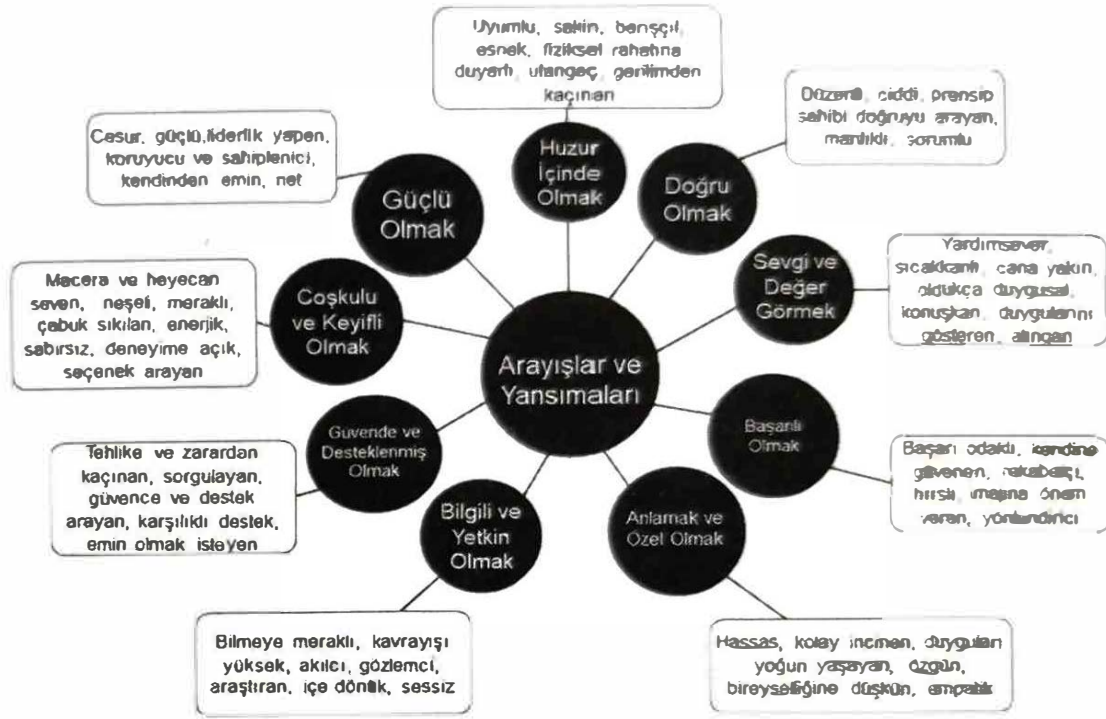 Uyumlu, sakin, barışçıl,
esnek, fiziksel rahatına
duyarlı, utangaç, gerilimden
kaçınan
Huzur
İçinde
Olmak
Düzenli, ciddi, prensip
sahibi doğruyu arayan,
mantıklı, sorumlu
Doğru
Olmak
Yardımsever,
sıcakkanlı, cana yakın,
oldukça duygusal,
konuşkan, duygularını
gösteren, alıngan
Sevgi ve
Değer
Görmek
Başarı odaklı, kendine
güvenen, rekabetçi,
hırslı, imajına önem
veren, yönlendirici
Başarılı
Olmak
Hassas, kolay incinen, duyguları
yoğun yaşayan, özgün,
bireyselliğine düşkün, empatik
Anlamak ve
Özel Olmak
Bilmeye meraklı, kavrayışı
yüksek, akılcı, gözlemci,
araştıran, içe dönük, sessiz
Bilgili ve
Yetkin
Olmak
Tehlike ve zarardan
kaçınan, sorgulayan,
güvence ve destek
arayan, karşılıklı destek,
emin olmak isteyen
Güvende ve
Desteklenmiş
Olmak
Macera ve heyecan
seven, neşeli, meraklı,
çabuk sıkılan, enerjik,
sabırsız, deneyime açık,
seçenek arayan
Coşkulu
ve Keyifli
Olmak
Cesur, güçlü,liderlik yapan,
koruyucu ve sahiplenici,
kendinden emin, net
Güçlü
Olmak
Arayışlar ve
Yansımaları